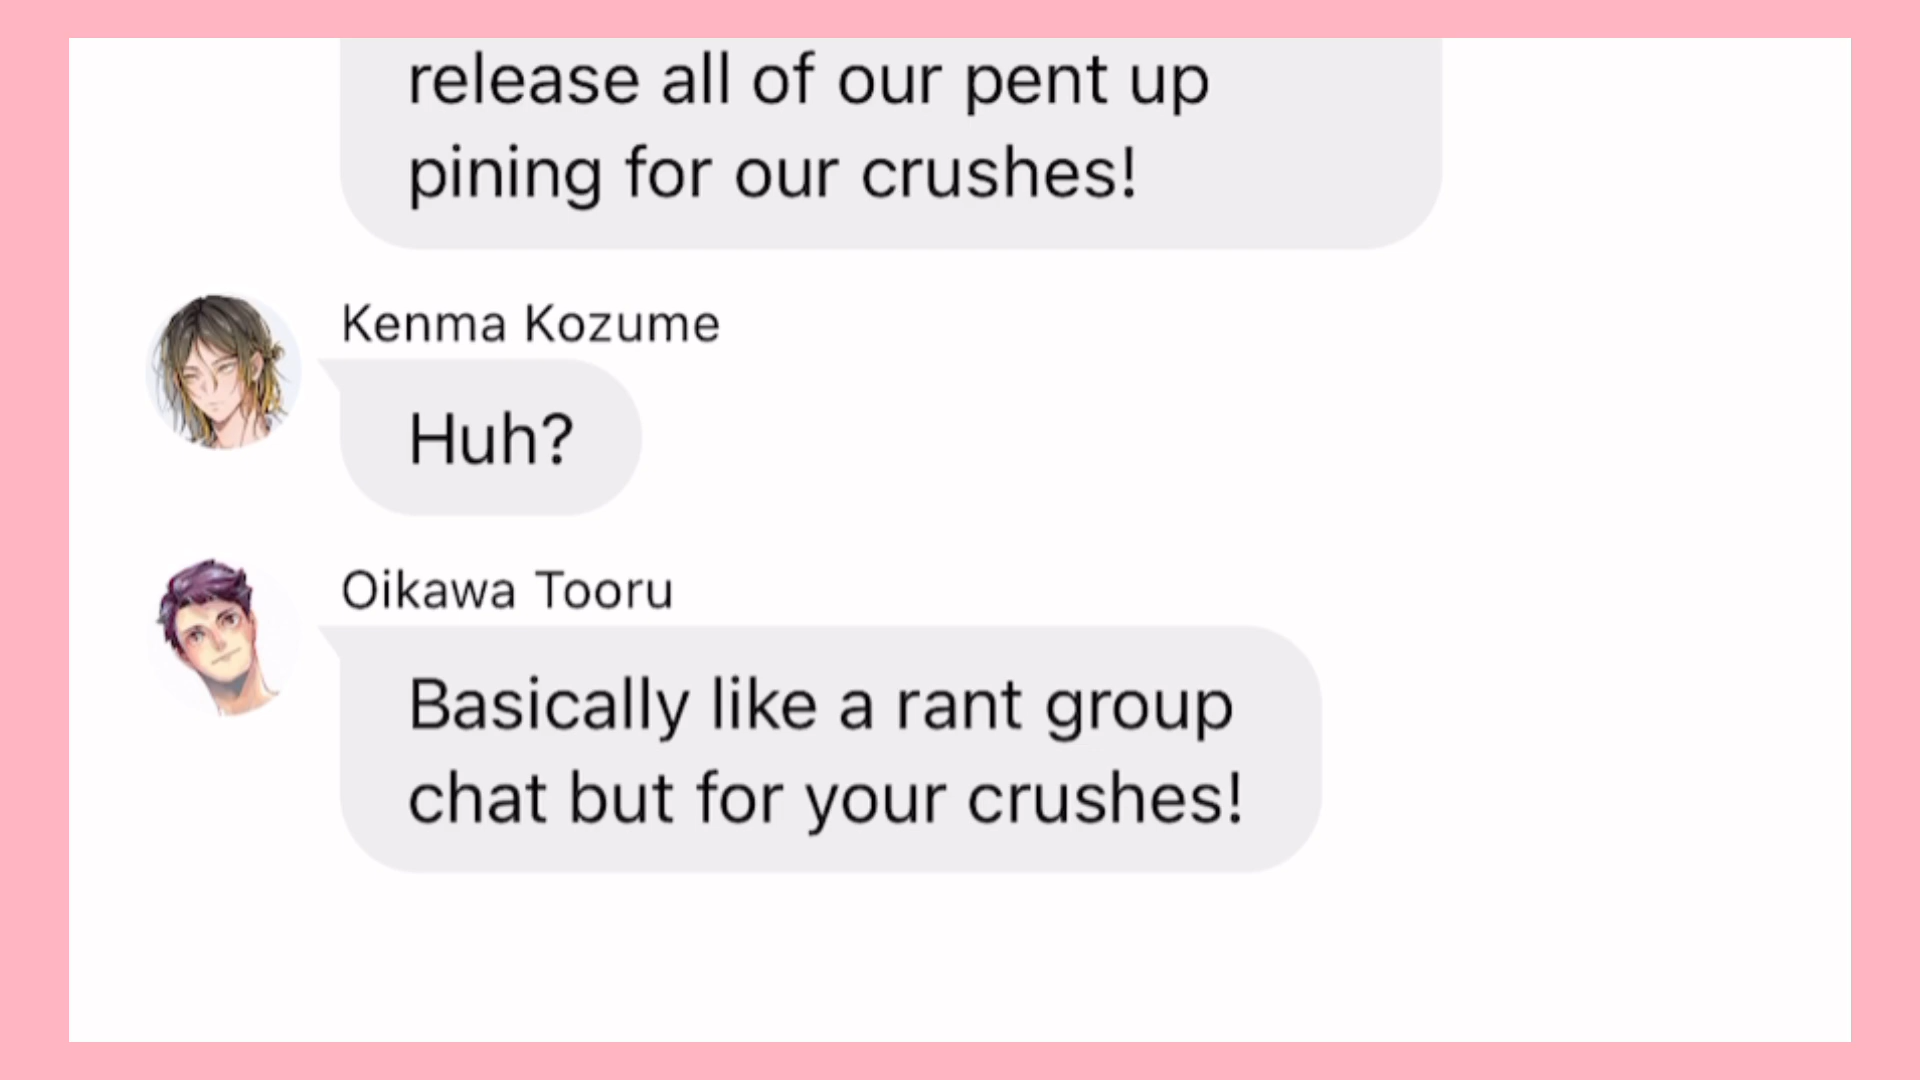 release all of our pent up
pining for our crushes!
Kenma Kozume
Huh?
Oikawa Tooru
Basically like a rant group
chat but for your crushes!